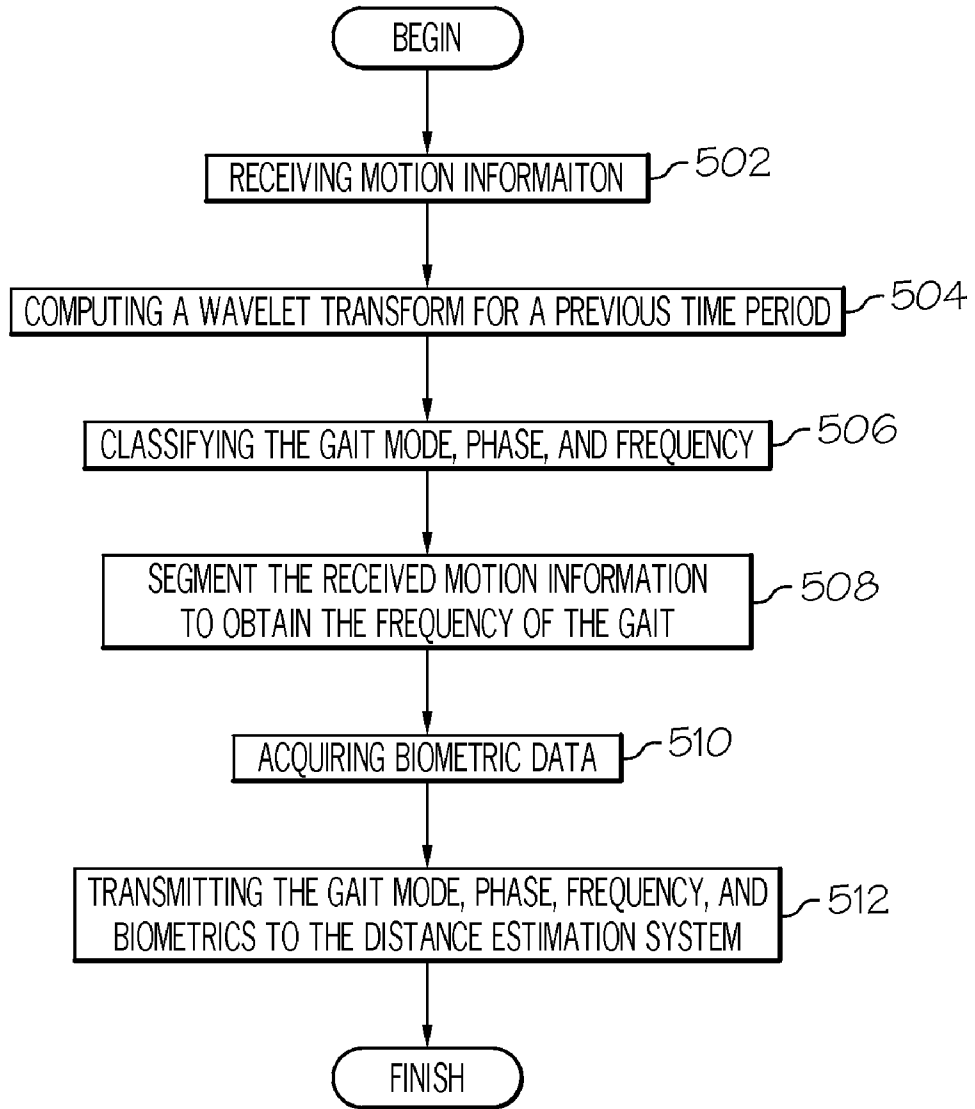 BEGIN
RECEIVING MOTION INFORMAITON
502
COMPUTING A WAVELET TRANSFORM FOR A PREVIOUS TIME PERIOD
504
CLASSIFYING THE GAIT MODE, PHASE, AND FREQUENCY
506
SEGMENT THE RECEIVED MOTION INFORMATION
TO OBTAIN THE FREQUENCY OF THE GAIT
508
ACQUIRING BIOMETRIC DATA
510
TRANSMITTING THE GAIT MODE, PHASE, FREQUENCY, AND
BIOMETRICS TO THE DISTANCE ESTIMATION SYSTEM
512
FINISH